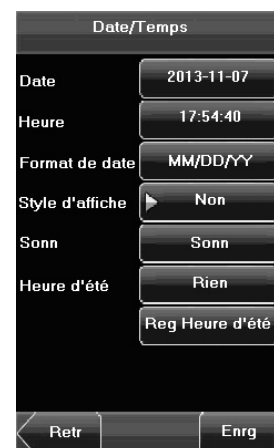 Date/Temps
Date 2013-11-07
Heure 17:54:40
Format de date MM/DD/YY
Style d'affiche Non
Sonn Sonn
Heure d'été Rien
Reg Heure d'été
Retr Enrg